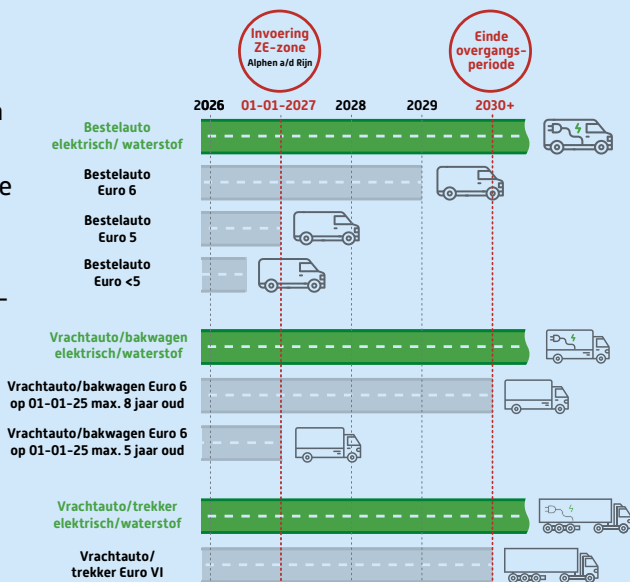 Invoering
ZE-zone
Alphen a/d Rijn
Einde
overgangs-
periode
2026 01-01-2027 2028 2029 2030+
Bestelauto
elektrisch/ waterstof
Bestelauto
Euro 6
Bestelauto
Euro 5
Bestelauto
Euro <5
Vrachtauto/bakwagen
elektrisch/waterstof
Vrachtauto/bakwagen Euro 6
op 01-01-25 max. 8 jaar oud
Vrachtauto/bakwagen Euro 6
op 01-01-25 max. 5 jaar oud
Vrachtauto/trekker
elektrisch/waterstof
Vrachtauto/
trekker Euro VI